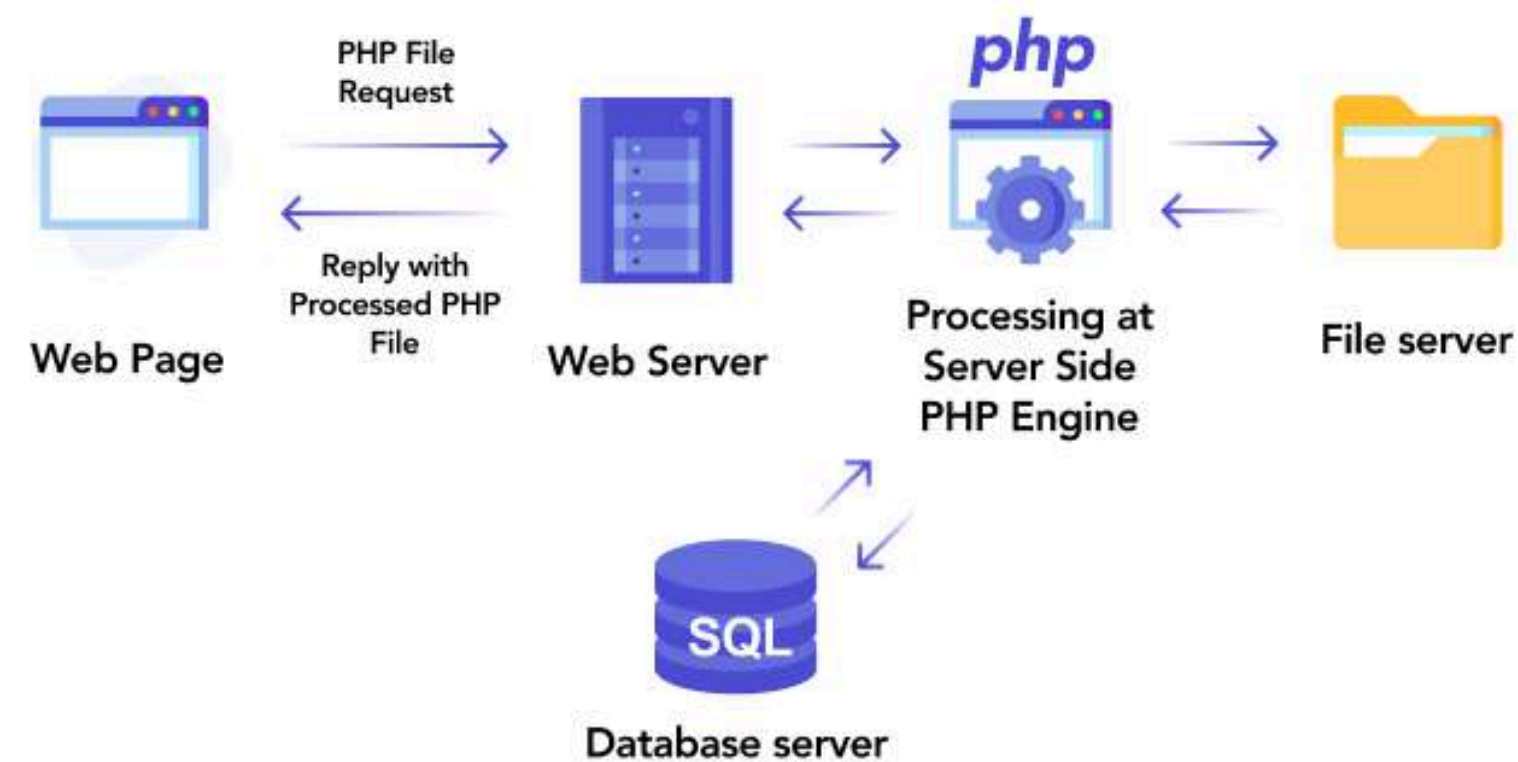 PHP File
Request
Reply with
Processed PHP
File
Web Page
Web Server
php
Processing at
Server Side
PHP Engine
File server
SQL
Database server